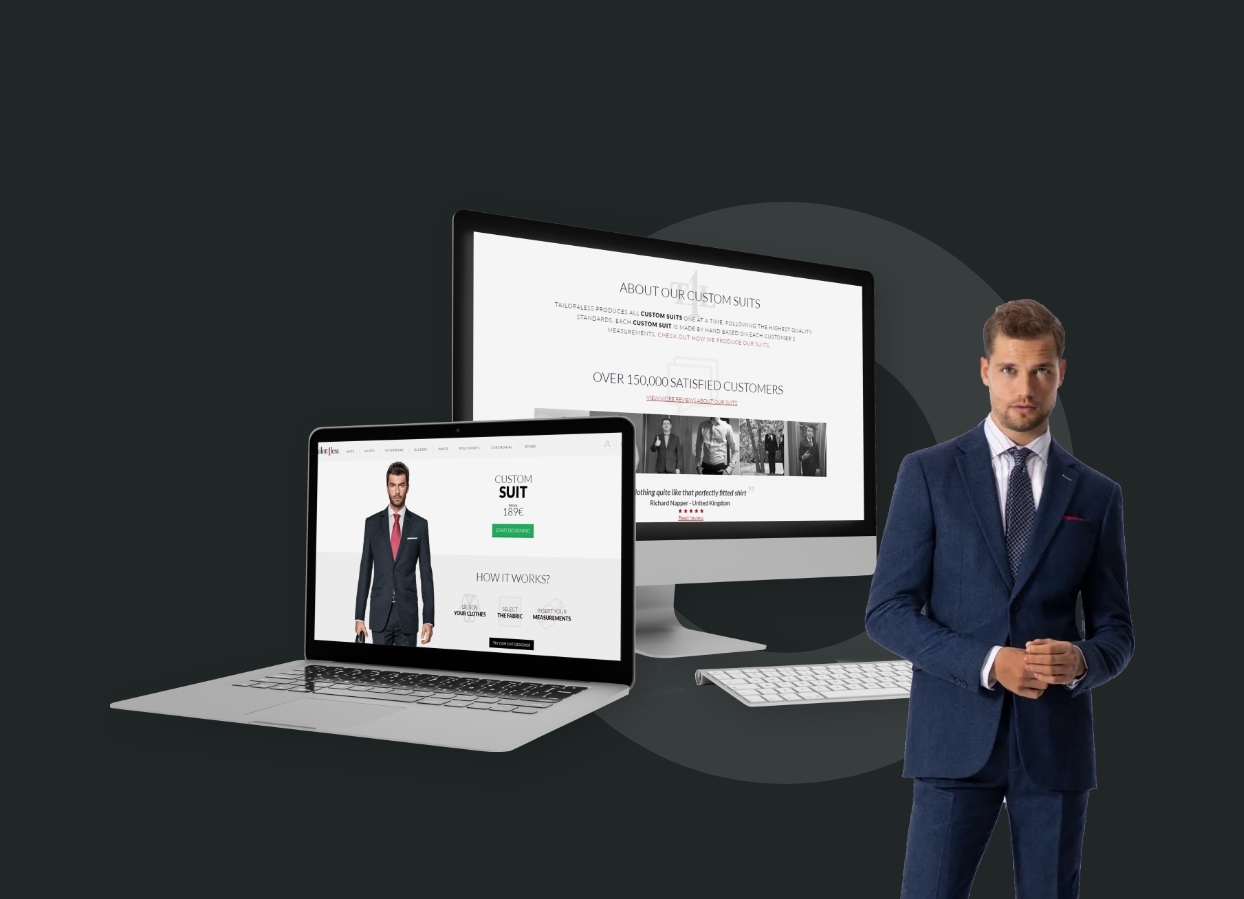 ABOUT OUR CUSTOM SUITS
TAILORALESS PRODUCES ALL CUSTOM SUITS ONE AT A TIME, FOLLOWING THE HIGHEST QUALITY
STANDARDS. EACH CUSTOM SUIT IS MADE BY HAND BASED ON EACH CUSTOMER'S
MEASUREMENTS. CHECK OUT HOW WE PRODUCE OUR SUITS
OVER 150,000 SATISFIED CUSTOMERS
VIEW MORE REVIEWS ABOUT OUR SUITS
othing quite like that perfectly fitted shirt
Richard Napper - United Kingdom
Read review
CUSTOM
SUIT
FROM
189€
START DESIGNING
HOW IT WORKS?
DESIGN
YOUR CLOTHES
SELECT
THE FABRIC
INSERT YOUR
MEASUREMENTS
TRY OUR SUIT DESIGNER